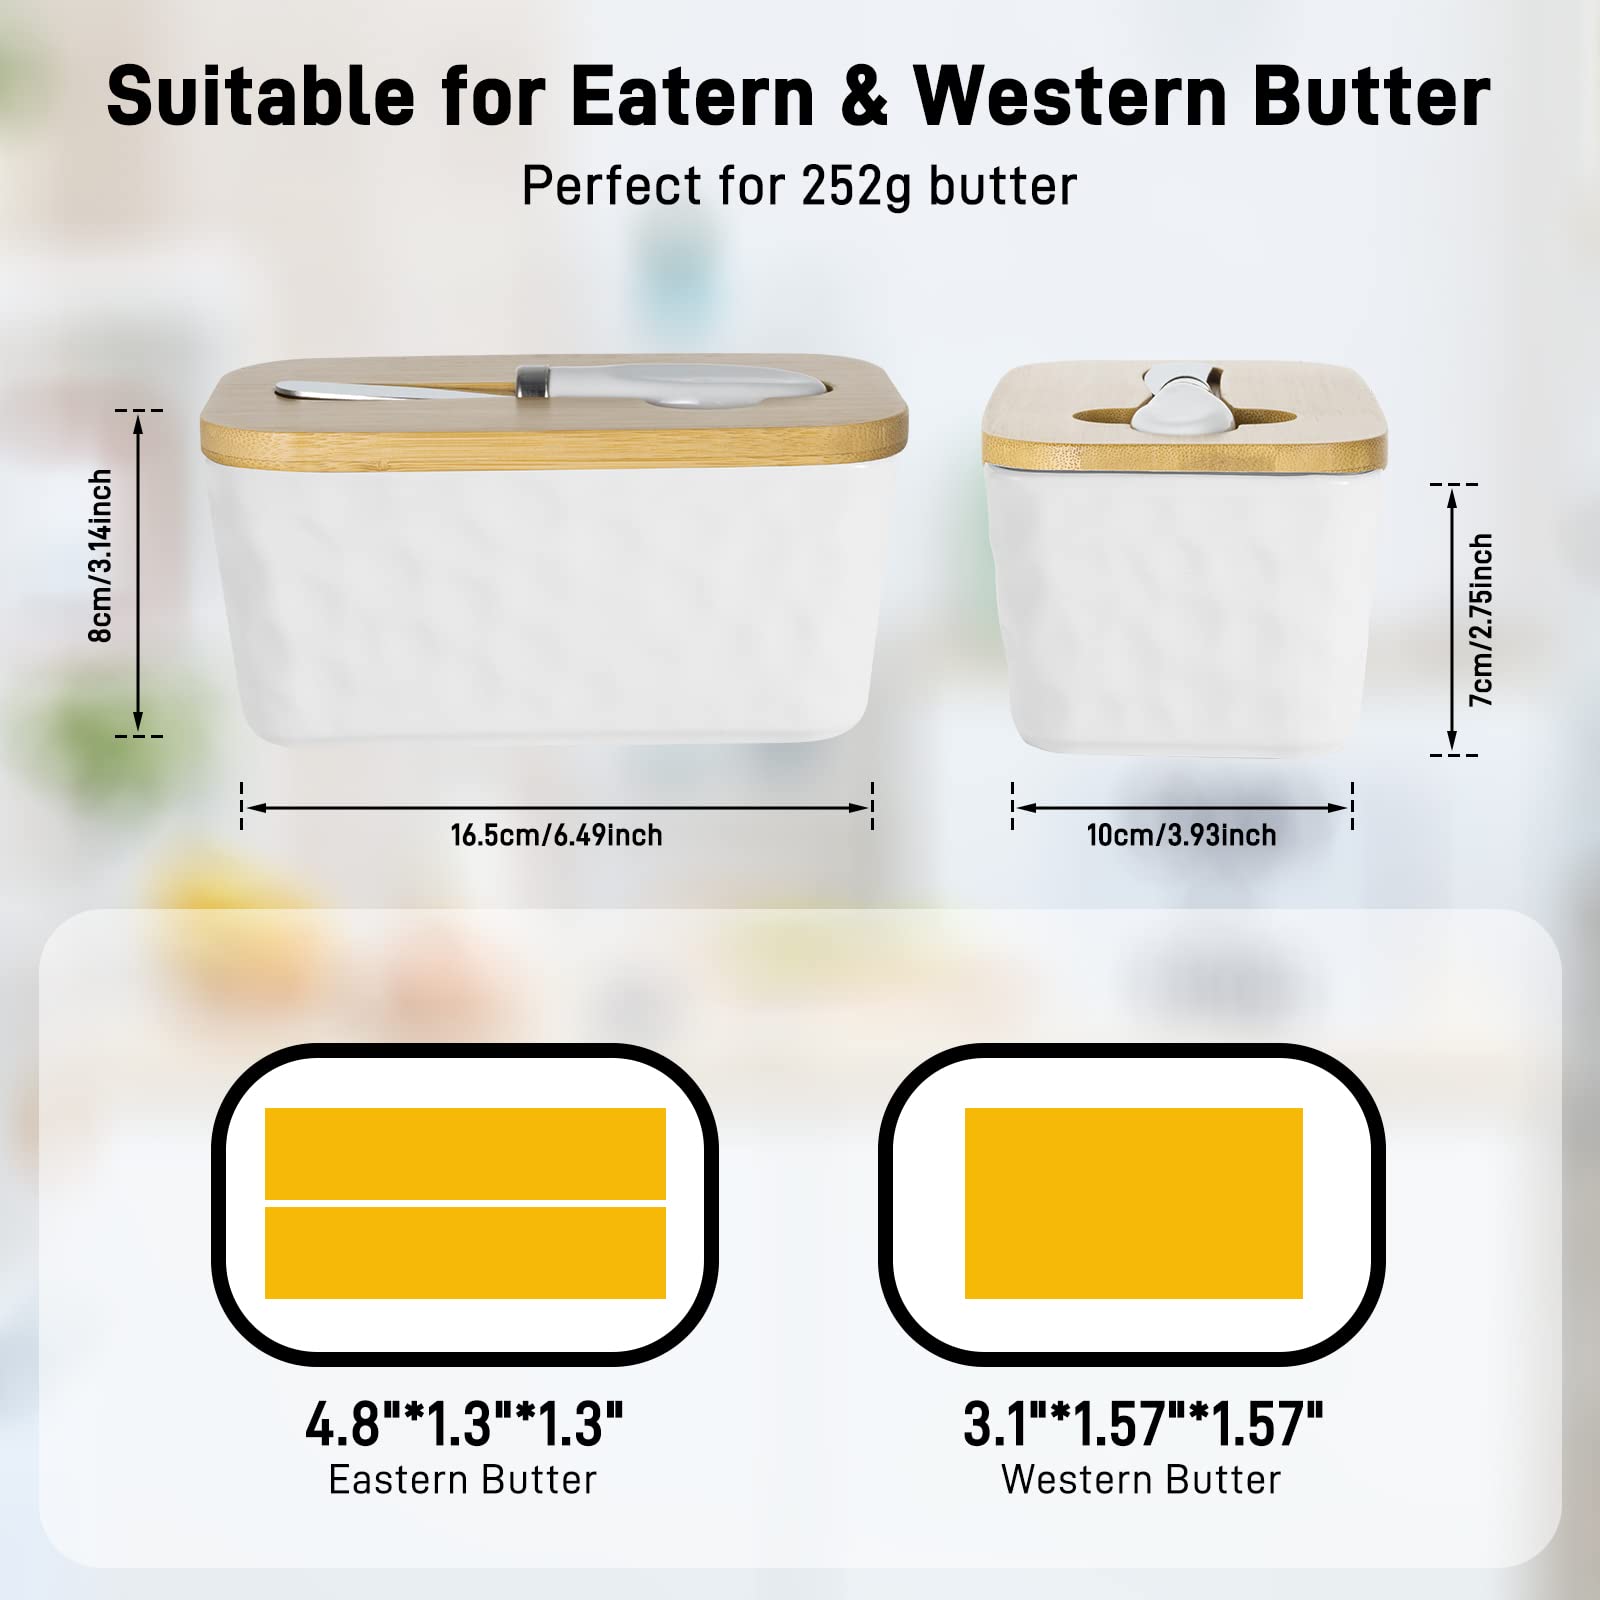 Suitable for Eatern & Western Butter
Perfect for 252g butter
8cm/3.14inch
7cm/2.75inch
16.5cm/6.49inch
10cm/3.93inch
4.8"*1.3"*1.3"
Eastern Butter
3.1"*1.57"*1.57"
Western Butter